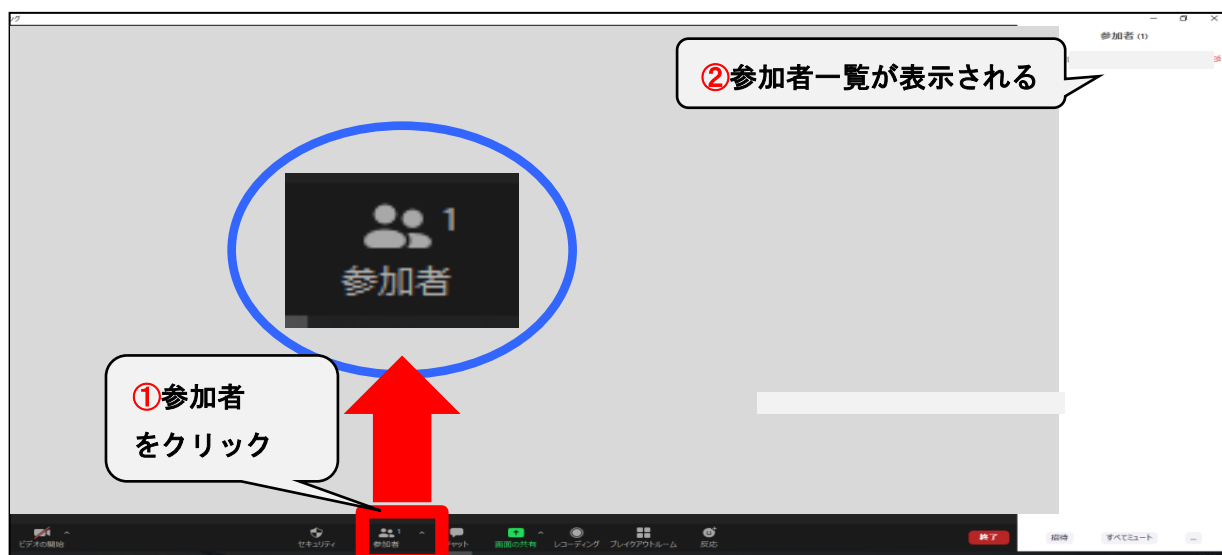 参加者 (1)
②参加者一覧が表示される
1
参加者
①参加者
をクリック
ビデオの開始
セキュリティ
1
参加者
画面の共有
レコーディング
ブレイクアウトルーム
反応
終了
招待
すべてミュート
...